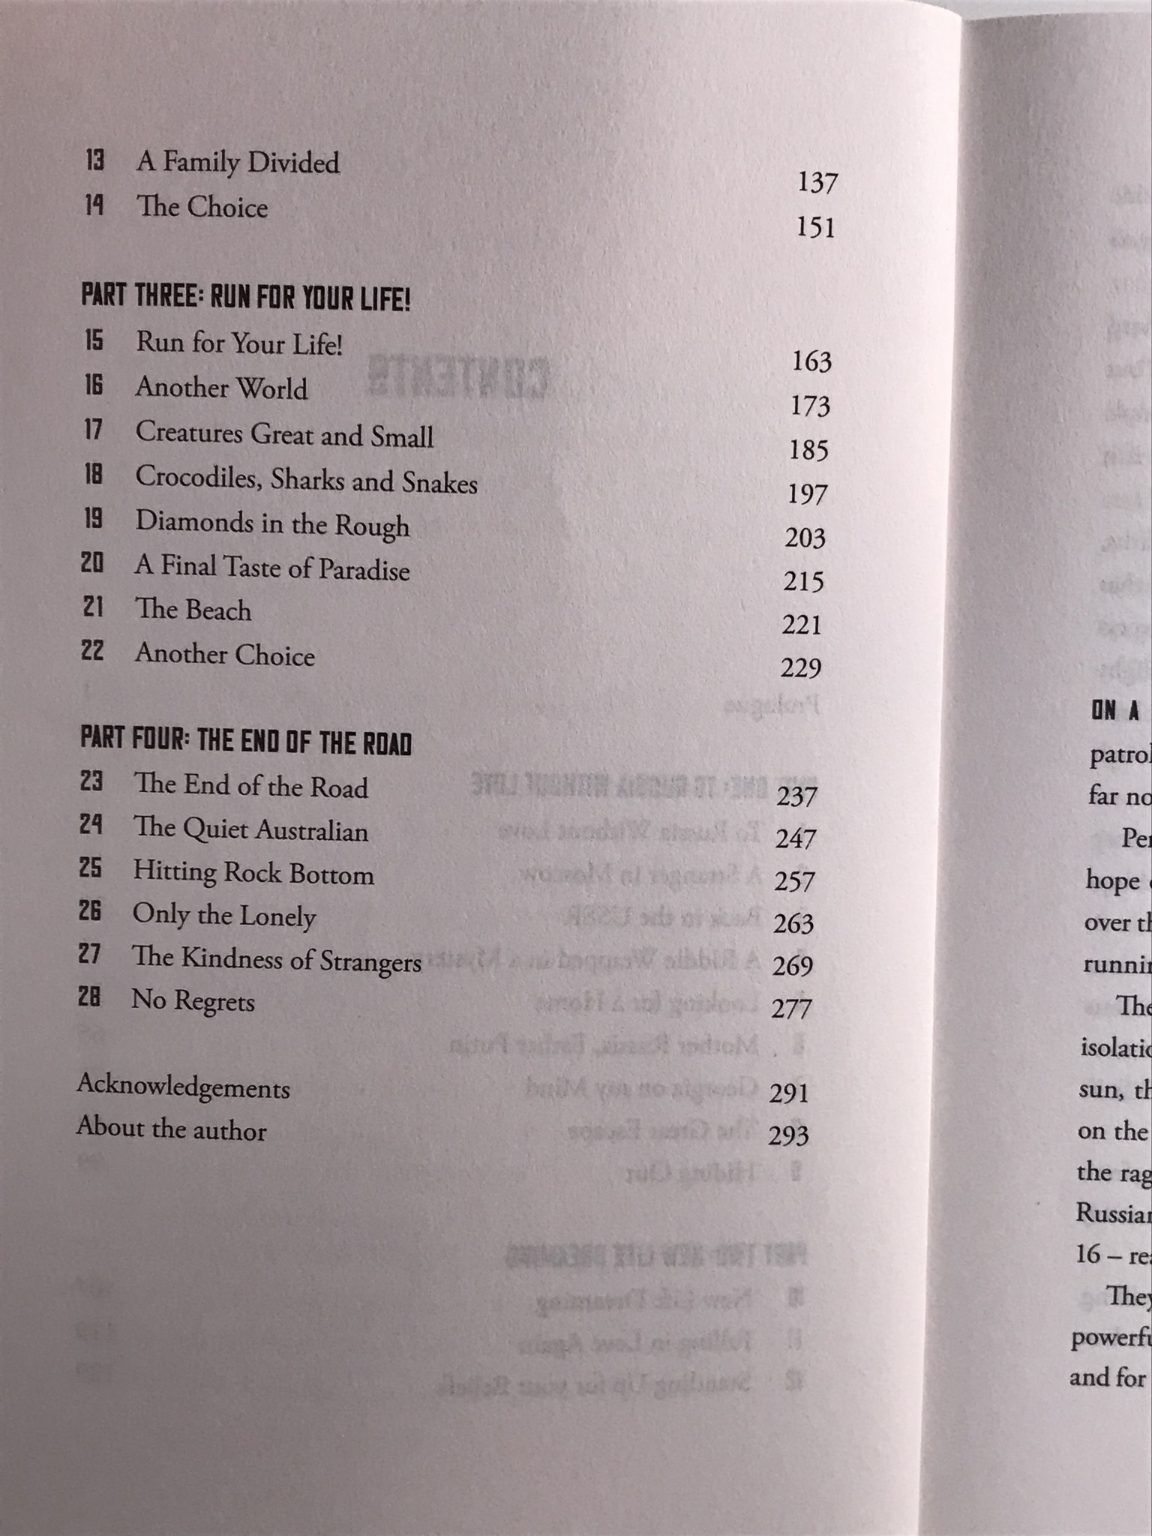 13 A Family Divided 137
14 The Choice 151
PART THREE: RUN FOR YOUR LIFE!
15 Run for Your Life! 163
16 Another World 173
17 Creatures Great and Small 185
18 Crocodiles, Sharks and Snakes 197
19 Diamonds in the Rough 203
20 A Final Taste of Paradise 215
21 The Beach 221
22 Another Choice 229
PART FOUR: THE END OF THE ROAD
23 The End of the Road 237
24 The Quiet Australian 247
25 Hitting Rock Bottom 257
26 Only the Lonely 263
27 The Kindness of Strangers 269
28 No Regrets 277
Acknowledgements 291
About the author 293
ON A
patrol
far no
Per
hope
over th
runnin
The
isolatio
sun, th
on the
the rag
Russian
16 – rea
They
powerfu
and for